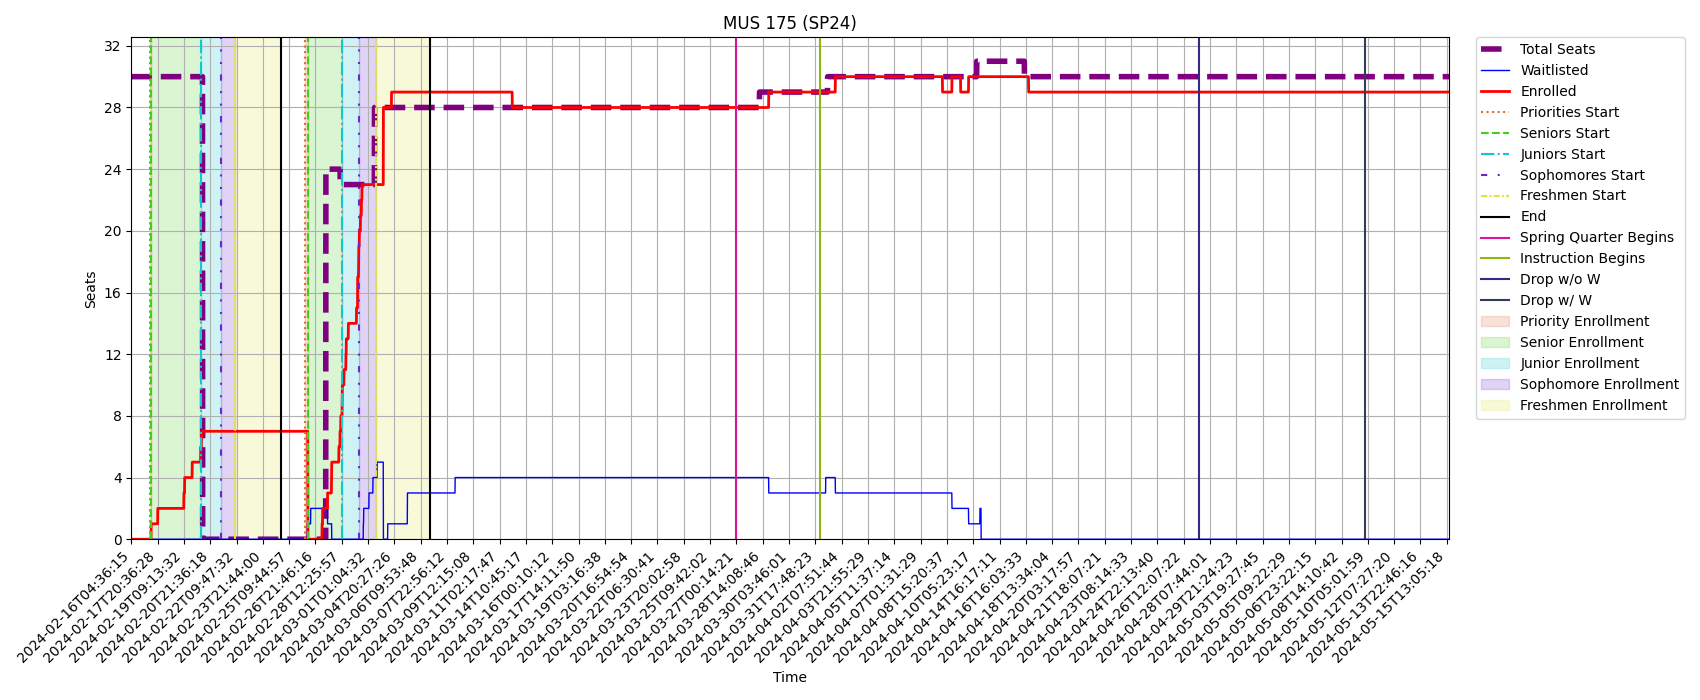 MUS 175 (SP24)
32
28
24
20
16
12
8
4
0
Seats
2024-02-16T04:36:15
2024-02-17T20:36:28
2024-02-19T09:13:32
2024-02-20T21:36:18
2024-02-22T09:47:32
2024-02-23T21:44:00
2024-02-25T09:44:57
2024-02-26T21:46:16
2024-02-28T12:25:57
2024-03-01T01:04:32
2024-03-04T20:27:26
2024-03-06T09:53:48
2024-03-07T22:56:12
2024-03-09T12:15:08
2024-03-11T02:17:47
2024-03-14T10:45:17
2024-03-16T00:10:12
2024-03-17T14:11:50
2024-03-19T03:16:38
2024-03-20T16:54:54
2024-03-22T06:30:41
2024-03-23T20:02:58
2024-03-25T09:42:02
2024-03-27T00:14:21
2024-03-28T14:08:46
2024-03-30T03:46:01
2024-03-31T17:48:23
2024-04-02T07:51:44
2024-04-03T21:55:29
2024-04-05T11:37:14
2024-04-07T01:31:29
2024-04-08T15:20:37
2024-04-10T05:23:17
2024-04-14T16:17:11
2024-04-16T16:03:33
2024-04-18T13:34:04
2024-04-20T03:17:57
2024-04-21T18:07:21
2024-04-23T08:14:33
2024-04-24T22:13:40
2024-04-26T12:07:22
2024-04-28T07:44:01
2024-04-29T21:24:23
2024-05-03T19:27:45
2024-05-05T09:22:29
2024-05-06T23:22:15
2024-05-08T14:10:42
2024-05-10T05:01:59
2024-05-12T07:27:20
2024-05-13T22:46:16
2024-05-15T13:05:18
Time
Total Seats
Waitlisted
Enrolled
Priorities Start
Seniors Start
Juniors Start
Sophomores Start
Freshmen Start
End
Spring Quarter Begins
Instruction Begins
Drop w/o W
Drop w/ W
Priority Enrollment
Senior Enrollment
Junior Enrollment
Sophomore Enrollment
Freshmen Enrollment